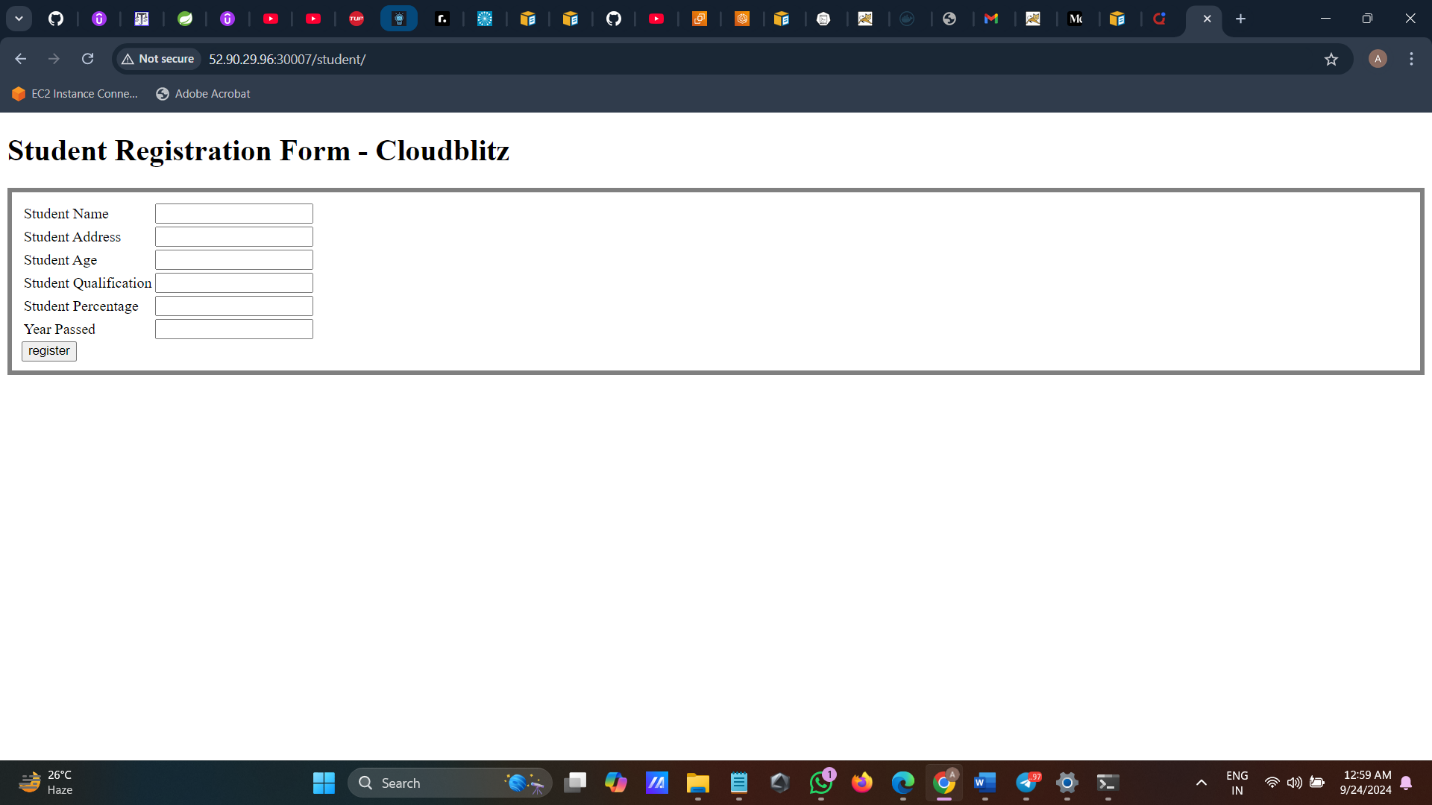 Not secure 52.90.29.96:30007/student/
A
EC2 Instance Conne... Adobe Acrobat
Student Registration Form - Cloudblitz
Student Name
Student Address
Student Age
Student Qualification
Student Percentage
Year Passed
register
26°C
Haze
Search
1
A
97
ENG
IN
12:59 AM
9/24/2024